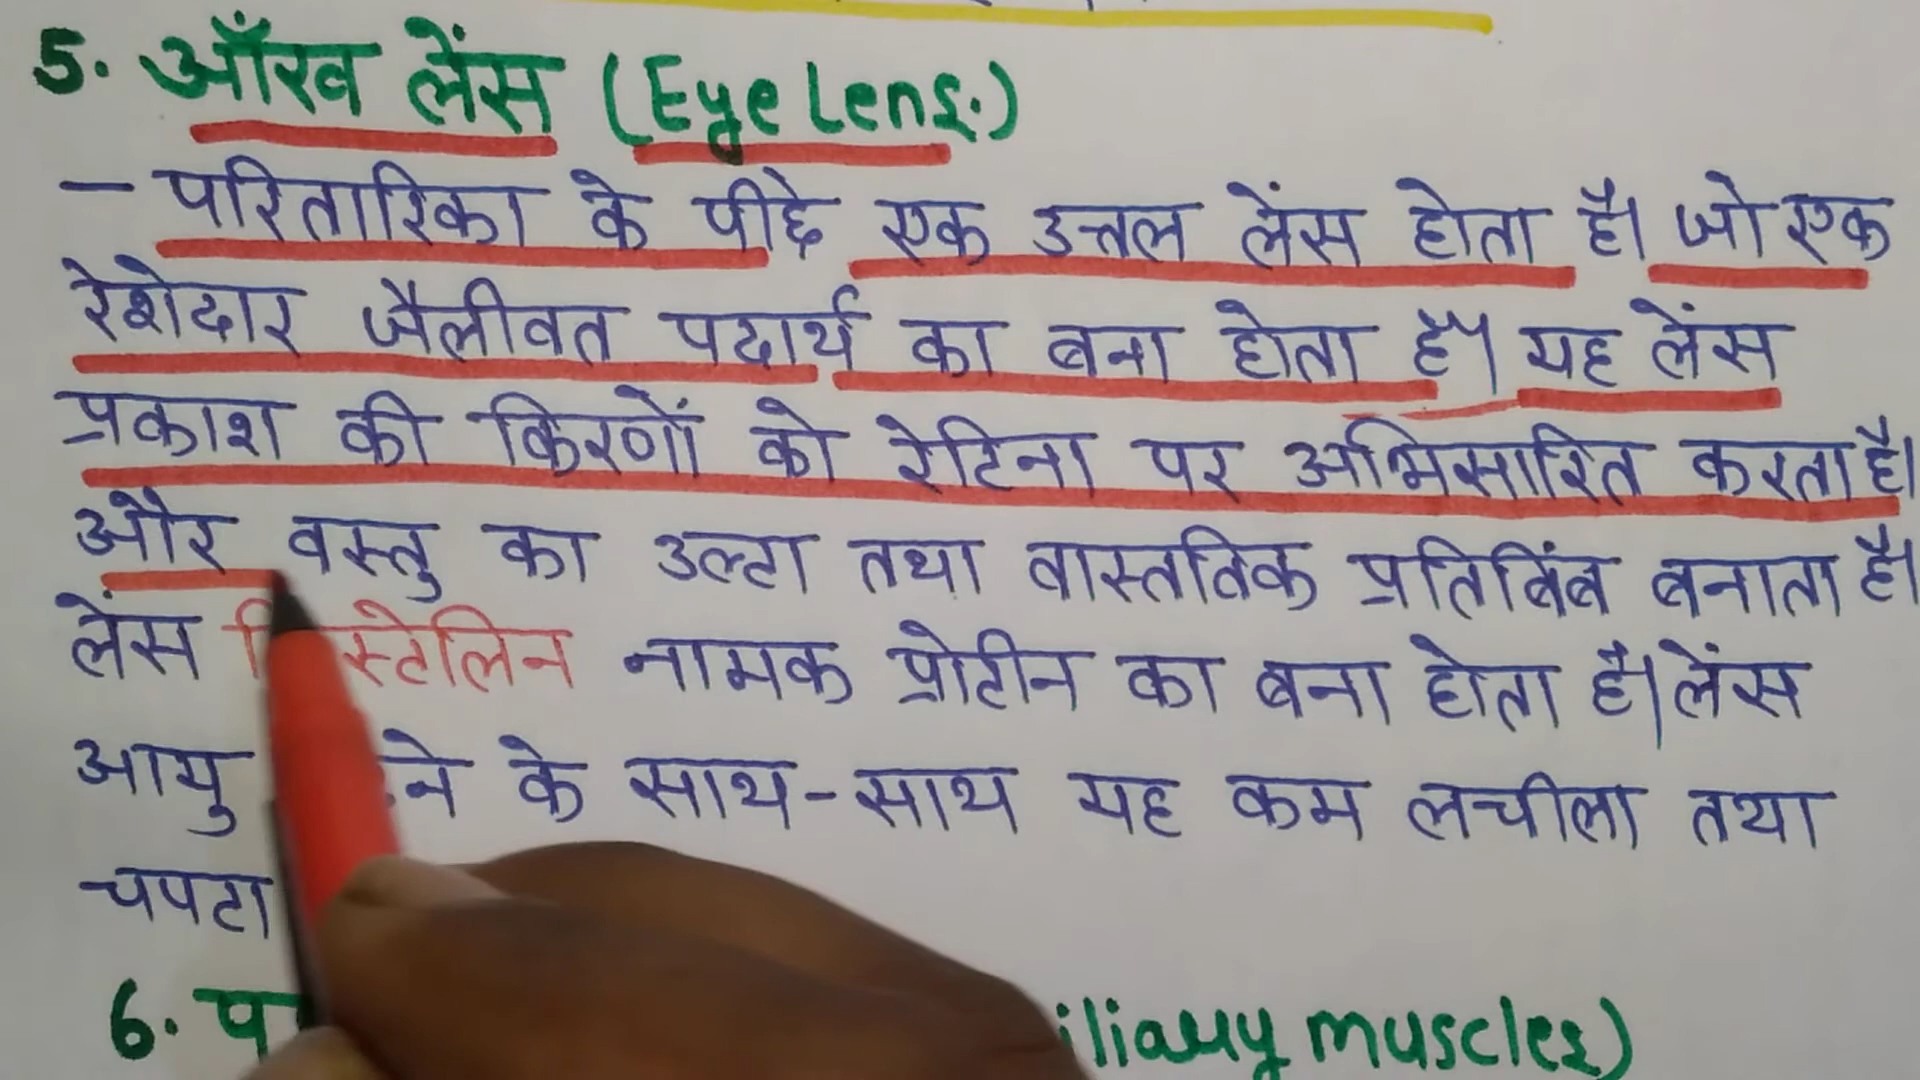 5. आँख लेंस (Eye Lens.)
- परितारिका के पीछे एक उत्तल लेंस होता है। जो एक
रेशेदार जैलीवत पदार्थ का बना होता है। यह लेंस
प्रकाश की किरणों को रेटिना पर अभिसारित करता है।
और वस्तु का उल्टा तथा वास्तविक प्रतिबिंब बनाता है।
लेंस नामक प्रोटीन का बना होता है। लेंस
आयु के साथ-साथ यह कम लचीला तथा
चपटा
6. muscles)